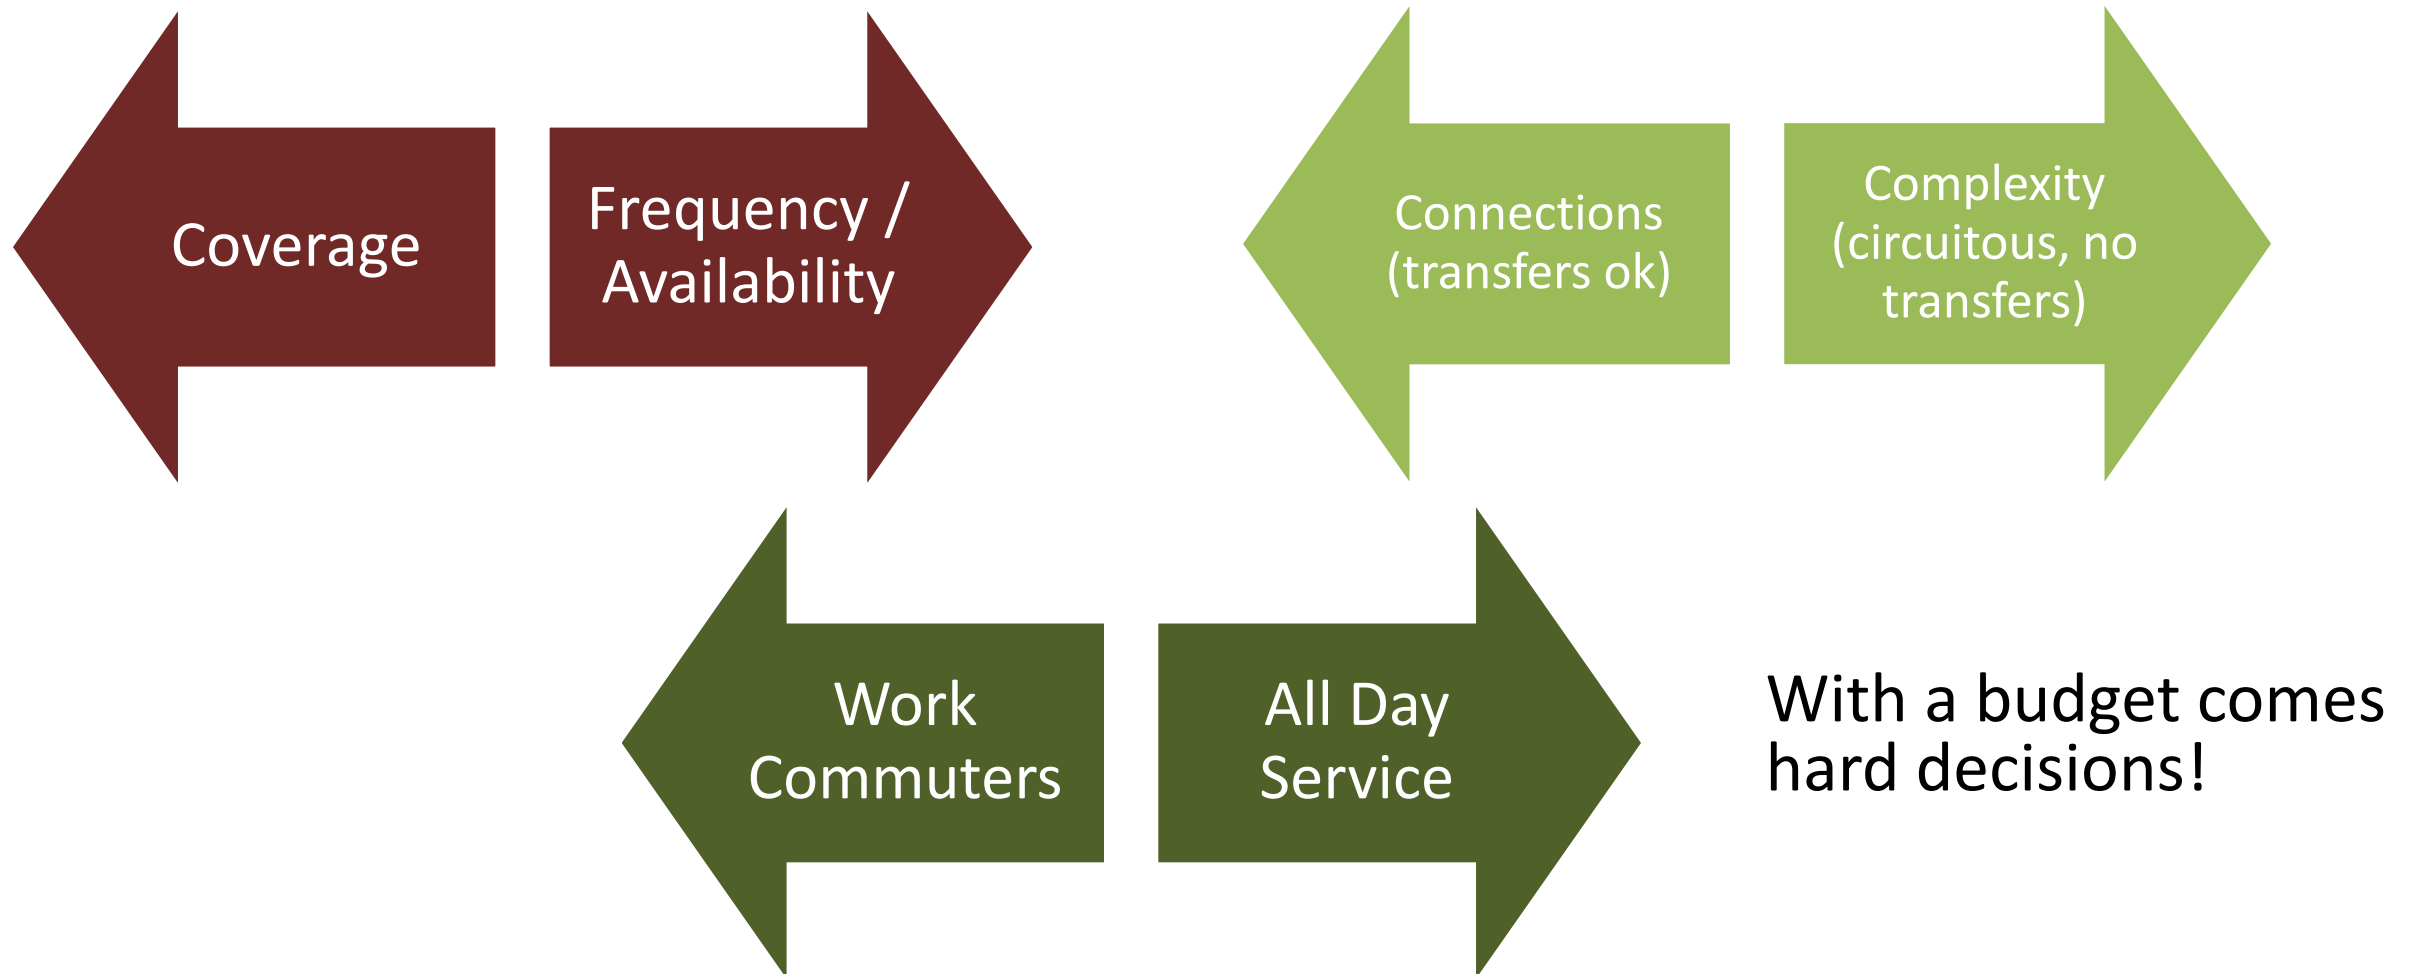 Coverage
Frequency /
Availability
Connections
(transfers ok)
Complexity
(circuitous, no
transfers)
Work
Commuters
All Day
Service
With a budget comes
hard decisions!